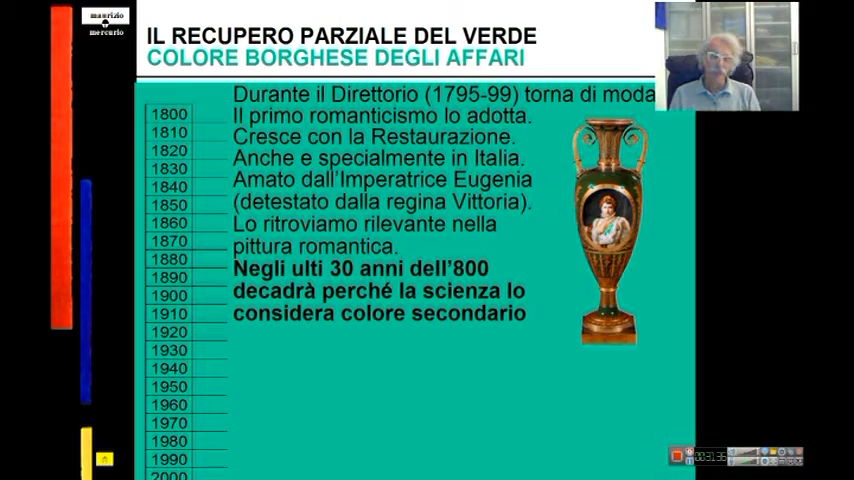 maurizio
mercurio
IL RECUPERO PARZIALE DEL VERDE
COLORE BORGHESE DEGLI AFFARI
Durante il Direttorio (1795-99) torna di moda
Il primo romanticismo lo adotta.
Cresce con la Restaurazione.
Anche e specialmente in Italia.
Amato dall'Imperatrice Eugenia
(detestato dalla regina Vittoria).
Lo ritroviamo rilevante nella
pittura romantica.
Negli ulti 30 anni dell'800
decadrà perché la scienza lo
considera colore secondario
1800
1810
1820
1830
1840
1850
1860
1870
1880
1890
1900
1910
1920
1930
1940
1950
1960
1970
1980
1990
2000